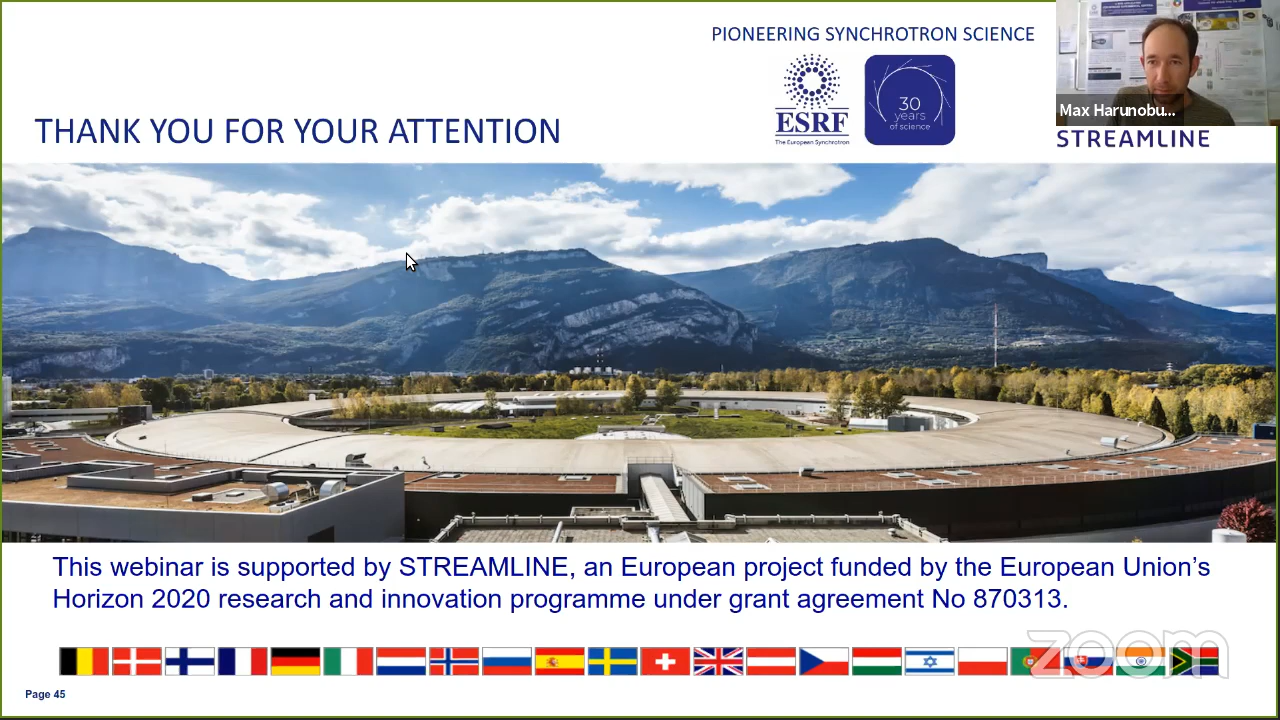 PIONEERING SYNCHROTRON SCIENCE
ESRF
The European Synchrotron
30
years
of science
Max Harunobu...
STREAMLINE
THANK YOU FOR YOUR ATTENTION
This webinar is supported by STREAMLINE, an European project funded by the European Union’s
Horizon 2020 research and innovation programme under grant agreement No 870313.
zoom
Page 45